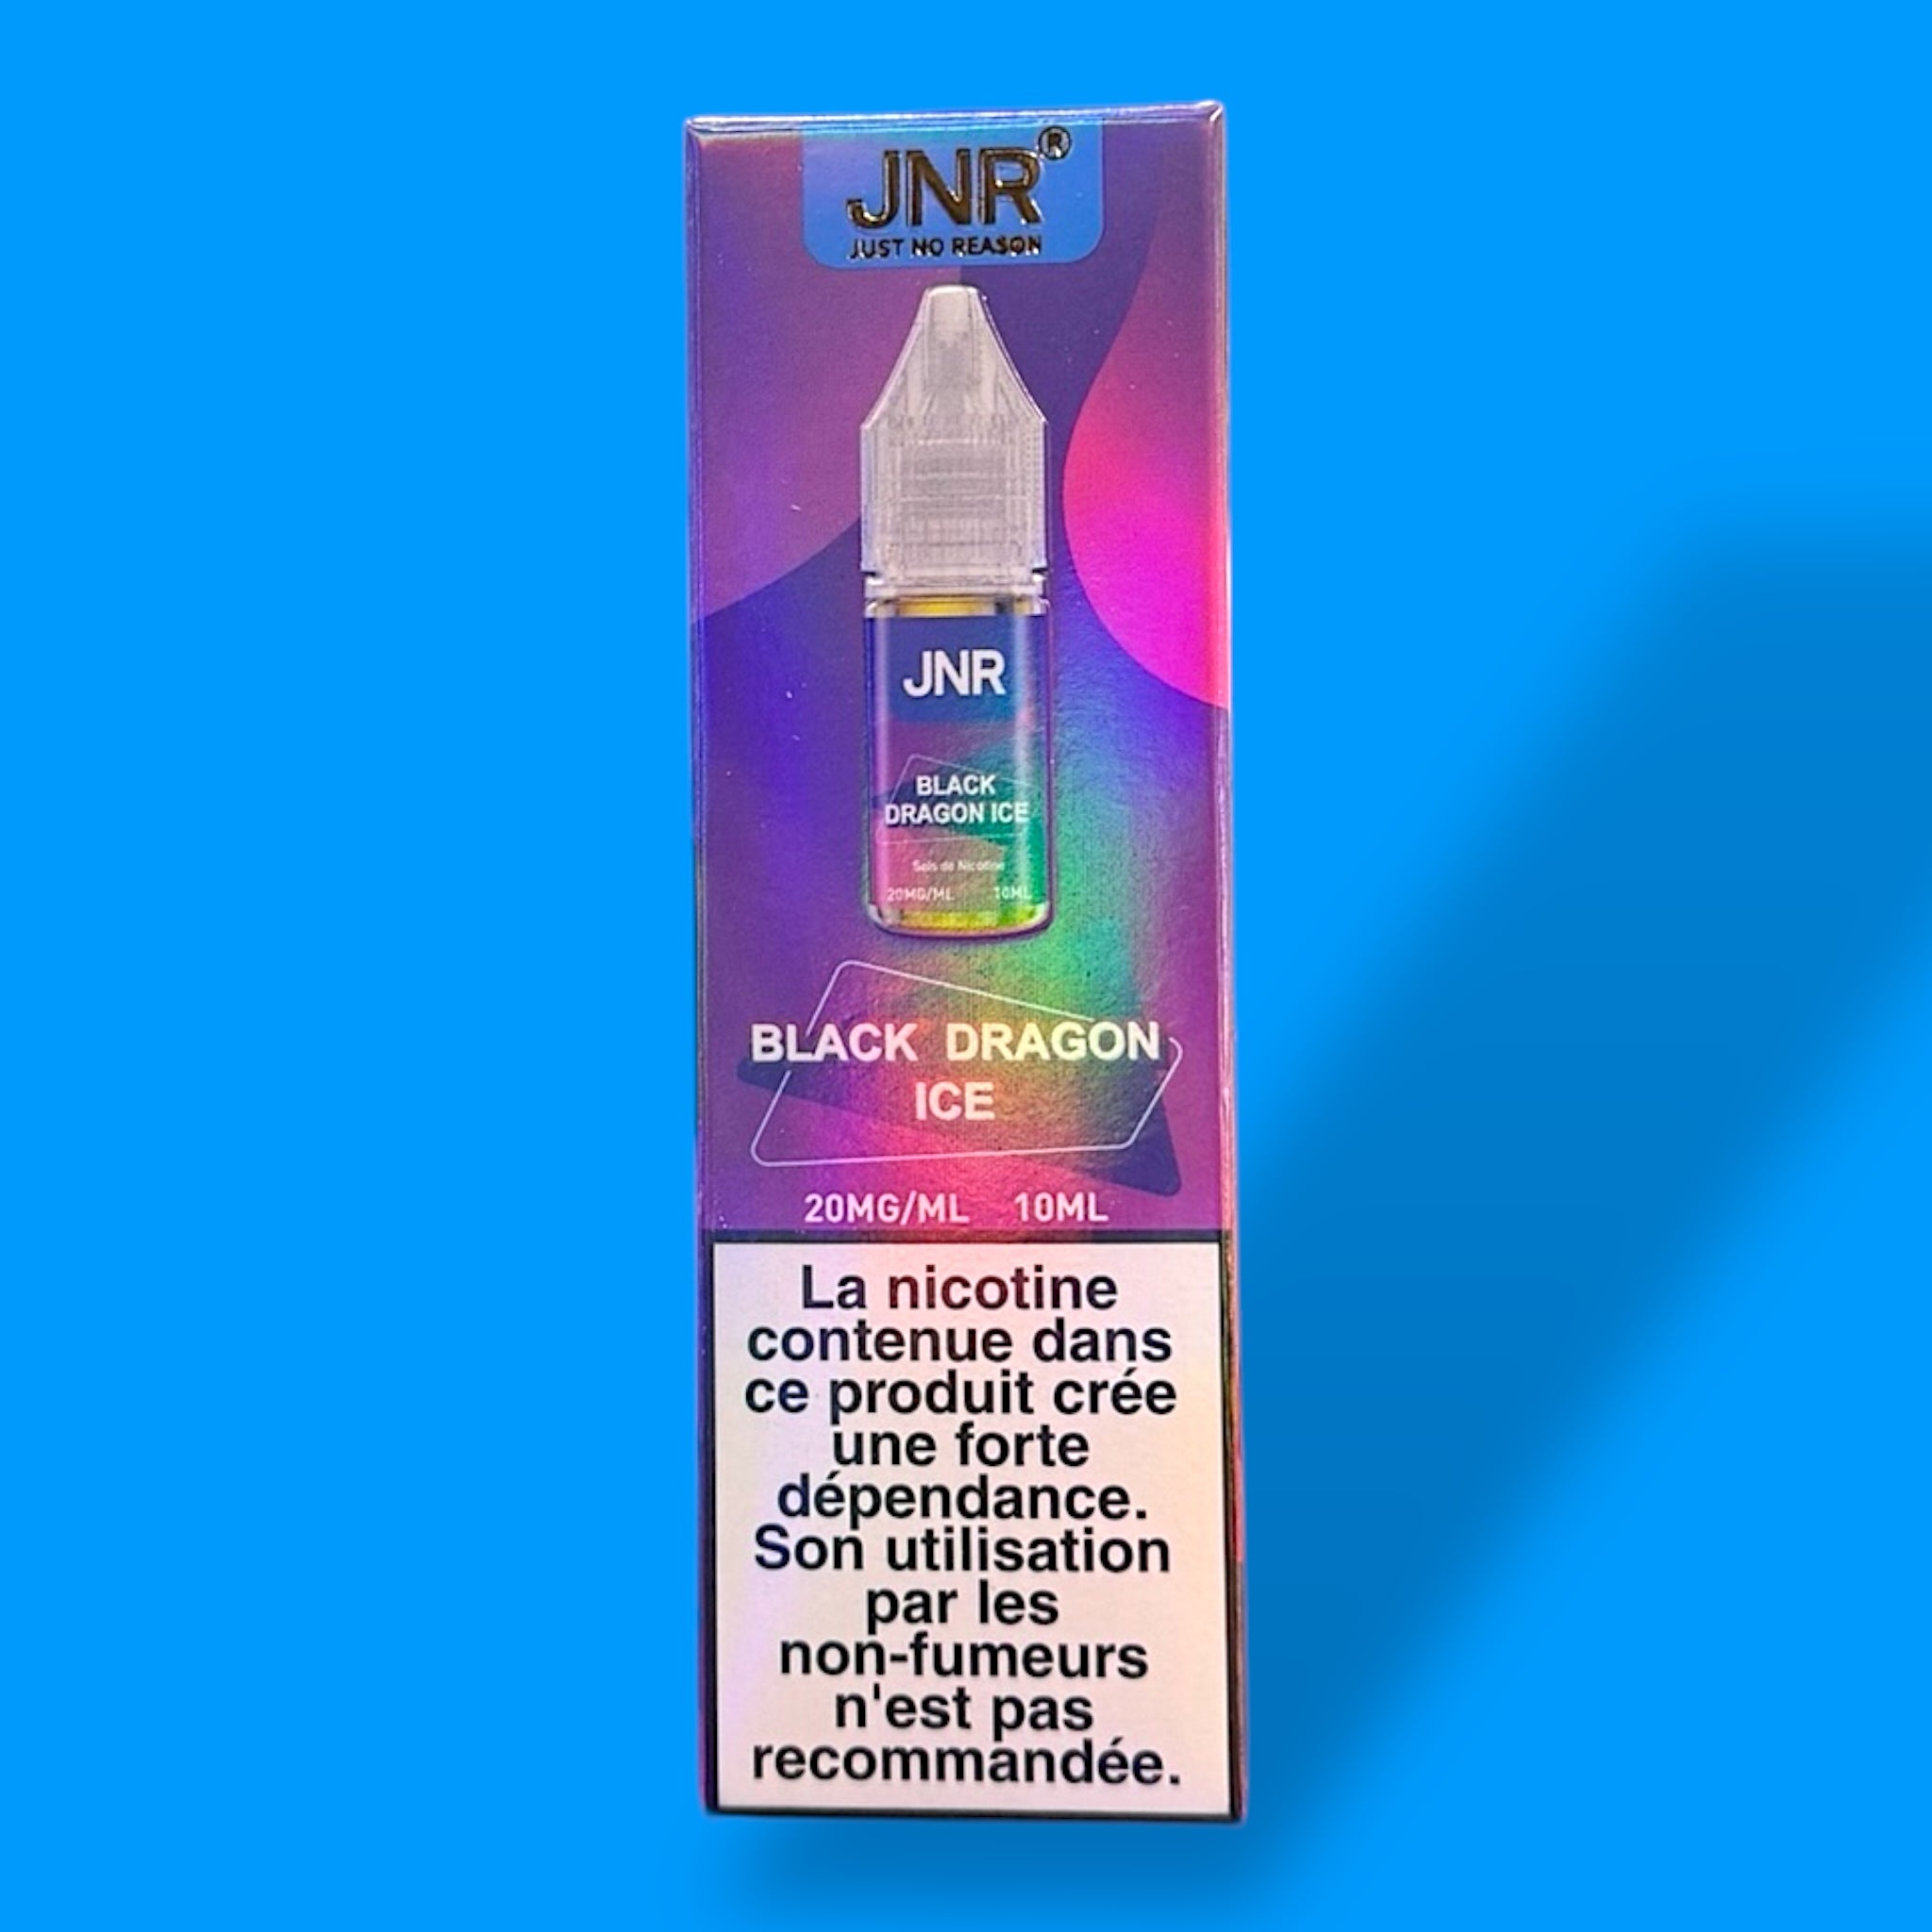 JNR®
JUST NO REASON
JNR
BLACK
DRAGON ICE
Sels de Nicotine
20MG/ML 10ML
BLACK DRAGON
ICE
20MG/ML 10ML
La nicotine
contenue dans
ce produit crée
une forte
dépendance.
Son utilisation
par les
non-fumeurs
n'est pas
recommandée.